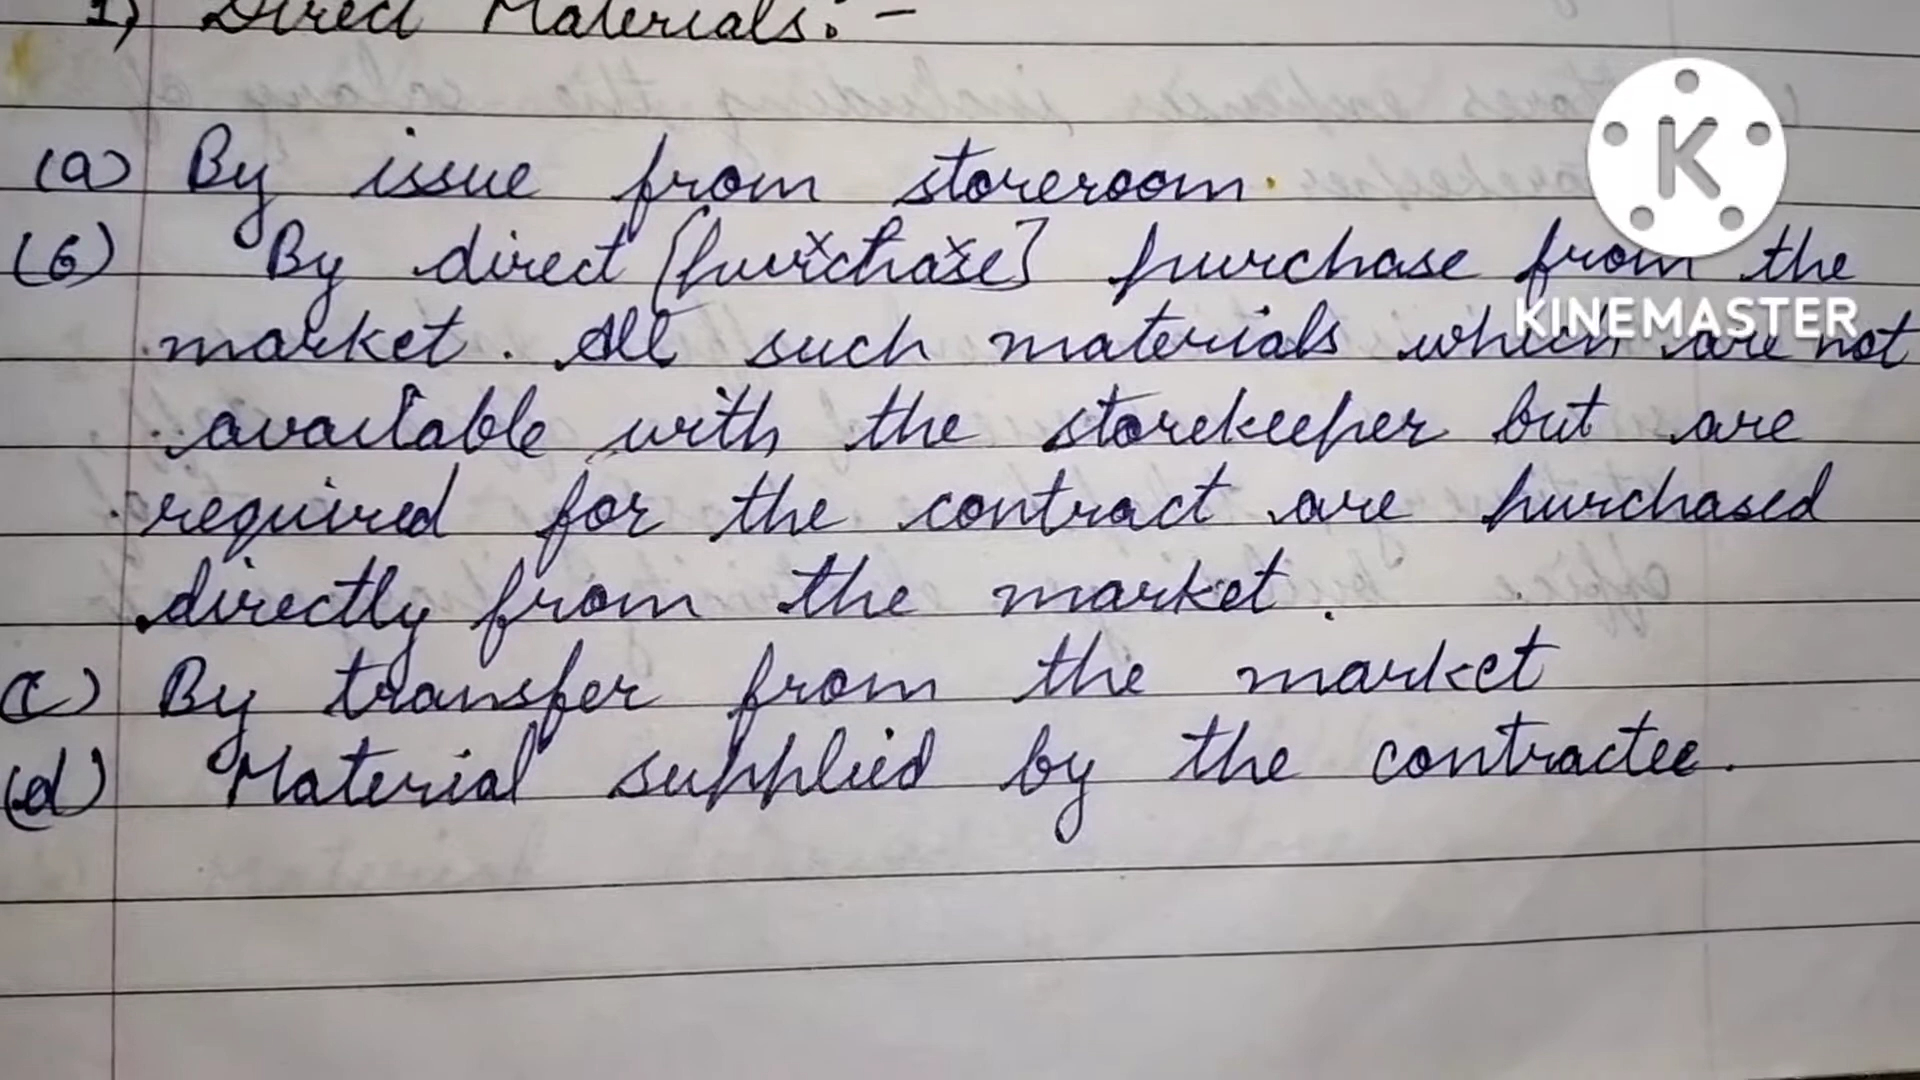 1) Direct Materials:-
(a) By issue from storeroom.
(b) By direct [purchase] purchase from the
market. All such materials which are not
available with the storekeeper but are
required for the contract are purchased
directly from the market.
(c) By transfer from the market
(d) Material supplied by the contractee.
K
KINEMASTER